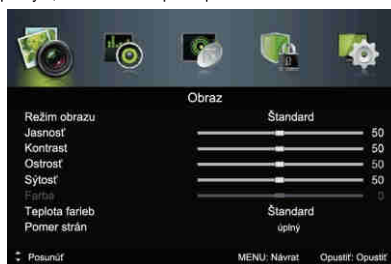 Obraz
Režim obrazu Štandard
Jasnosť 50
Kontrast 50
Ostrosť 50
Sýtosť 50
Farba 0
Teplota farieb Štandard
Pomer strán úplný
Posunúť MENU: Návrat Opustiť: Opustiť